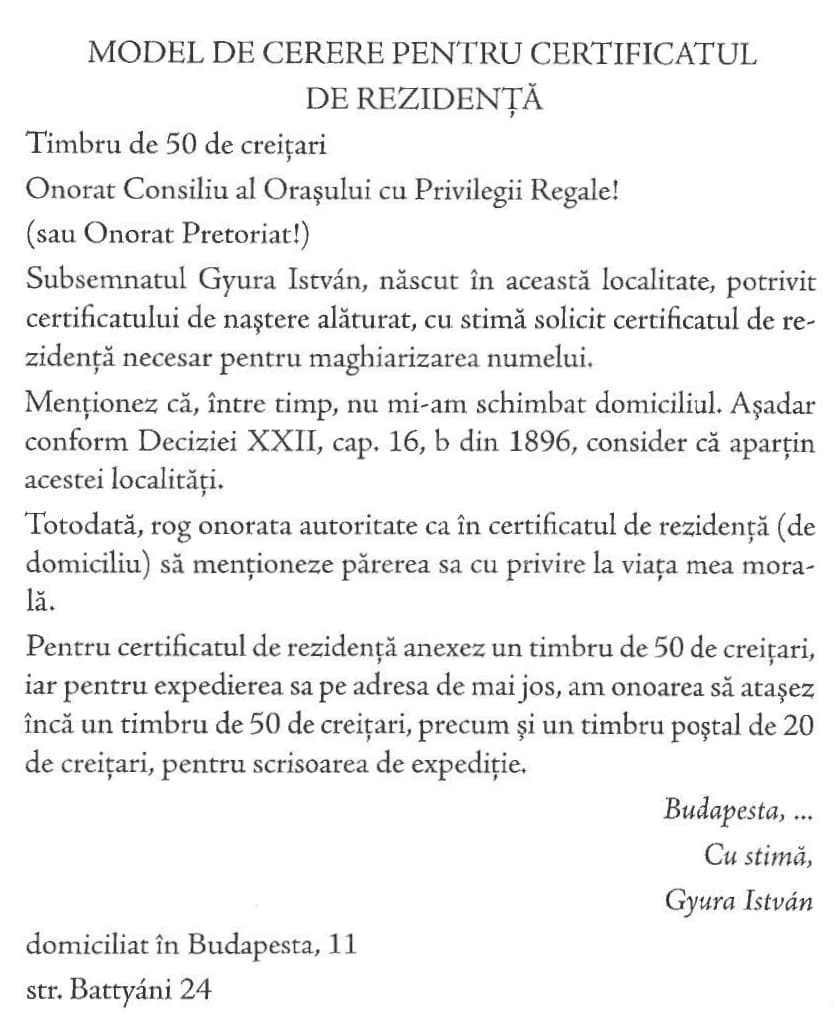 MODEL DE CERERE PENTRU CERTIFICATUL
DE REZIDENȚĂ
Timbru de 50 de creițari
Onorat Consiliu al Orașului cu Privilegii Regale!
(sau Onorat Pretoriat!)
Subsemnatul Gyura István, născut în această localitate, potrivit
certificatului de naștere alăturat, cu stimă solicit certificatul de re-
zidență necesar pentru maghiarizarea numelui.
Menționez că, între timp, nu mi-am schimbat domiciliul. Așadar
conform Deciziei XXII, cap. 16, b din 1896, consider că aparțin
acestei localități.
Totodată, rog onorata autoritate ca în certificatul de rezidență (de
domiciliu) să menționeze părerea sa cu privire la viața mea mora-
lă.
Pentru certificatul de rezidență anexez un timbru de 50 de creițari,
iar pentru expedierea sa pe adresa de mai jos, am onoarea să atașez
încă un timbru de 50 de creițari, precum și un timbru poștal de 20
de creițari, pentru scrisoarea de expediție.
Budapesta, ...
Cu stimă,
Gyura István
domiciliat în Budapesta, 11
str. Battyáni 24